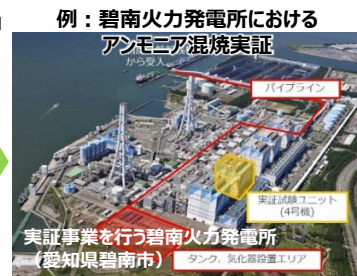 例：碧南火力発電所における
アンモニア混焼実証
から受入
パイプライン
実証試験ユニット
(4号機)
実証事業を行う碧南火力発電所
（愛知県碧南市）
タンク、気化器設置エリア